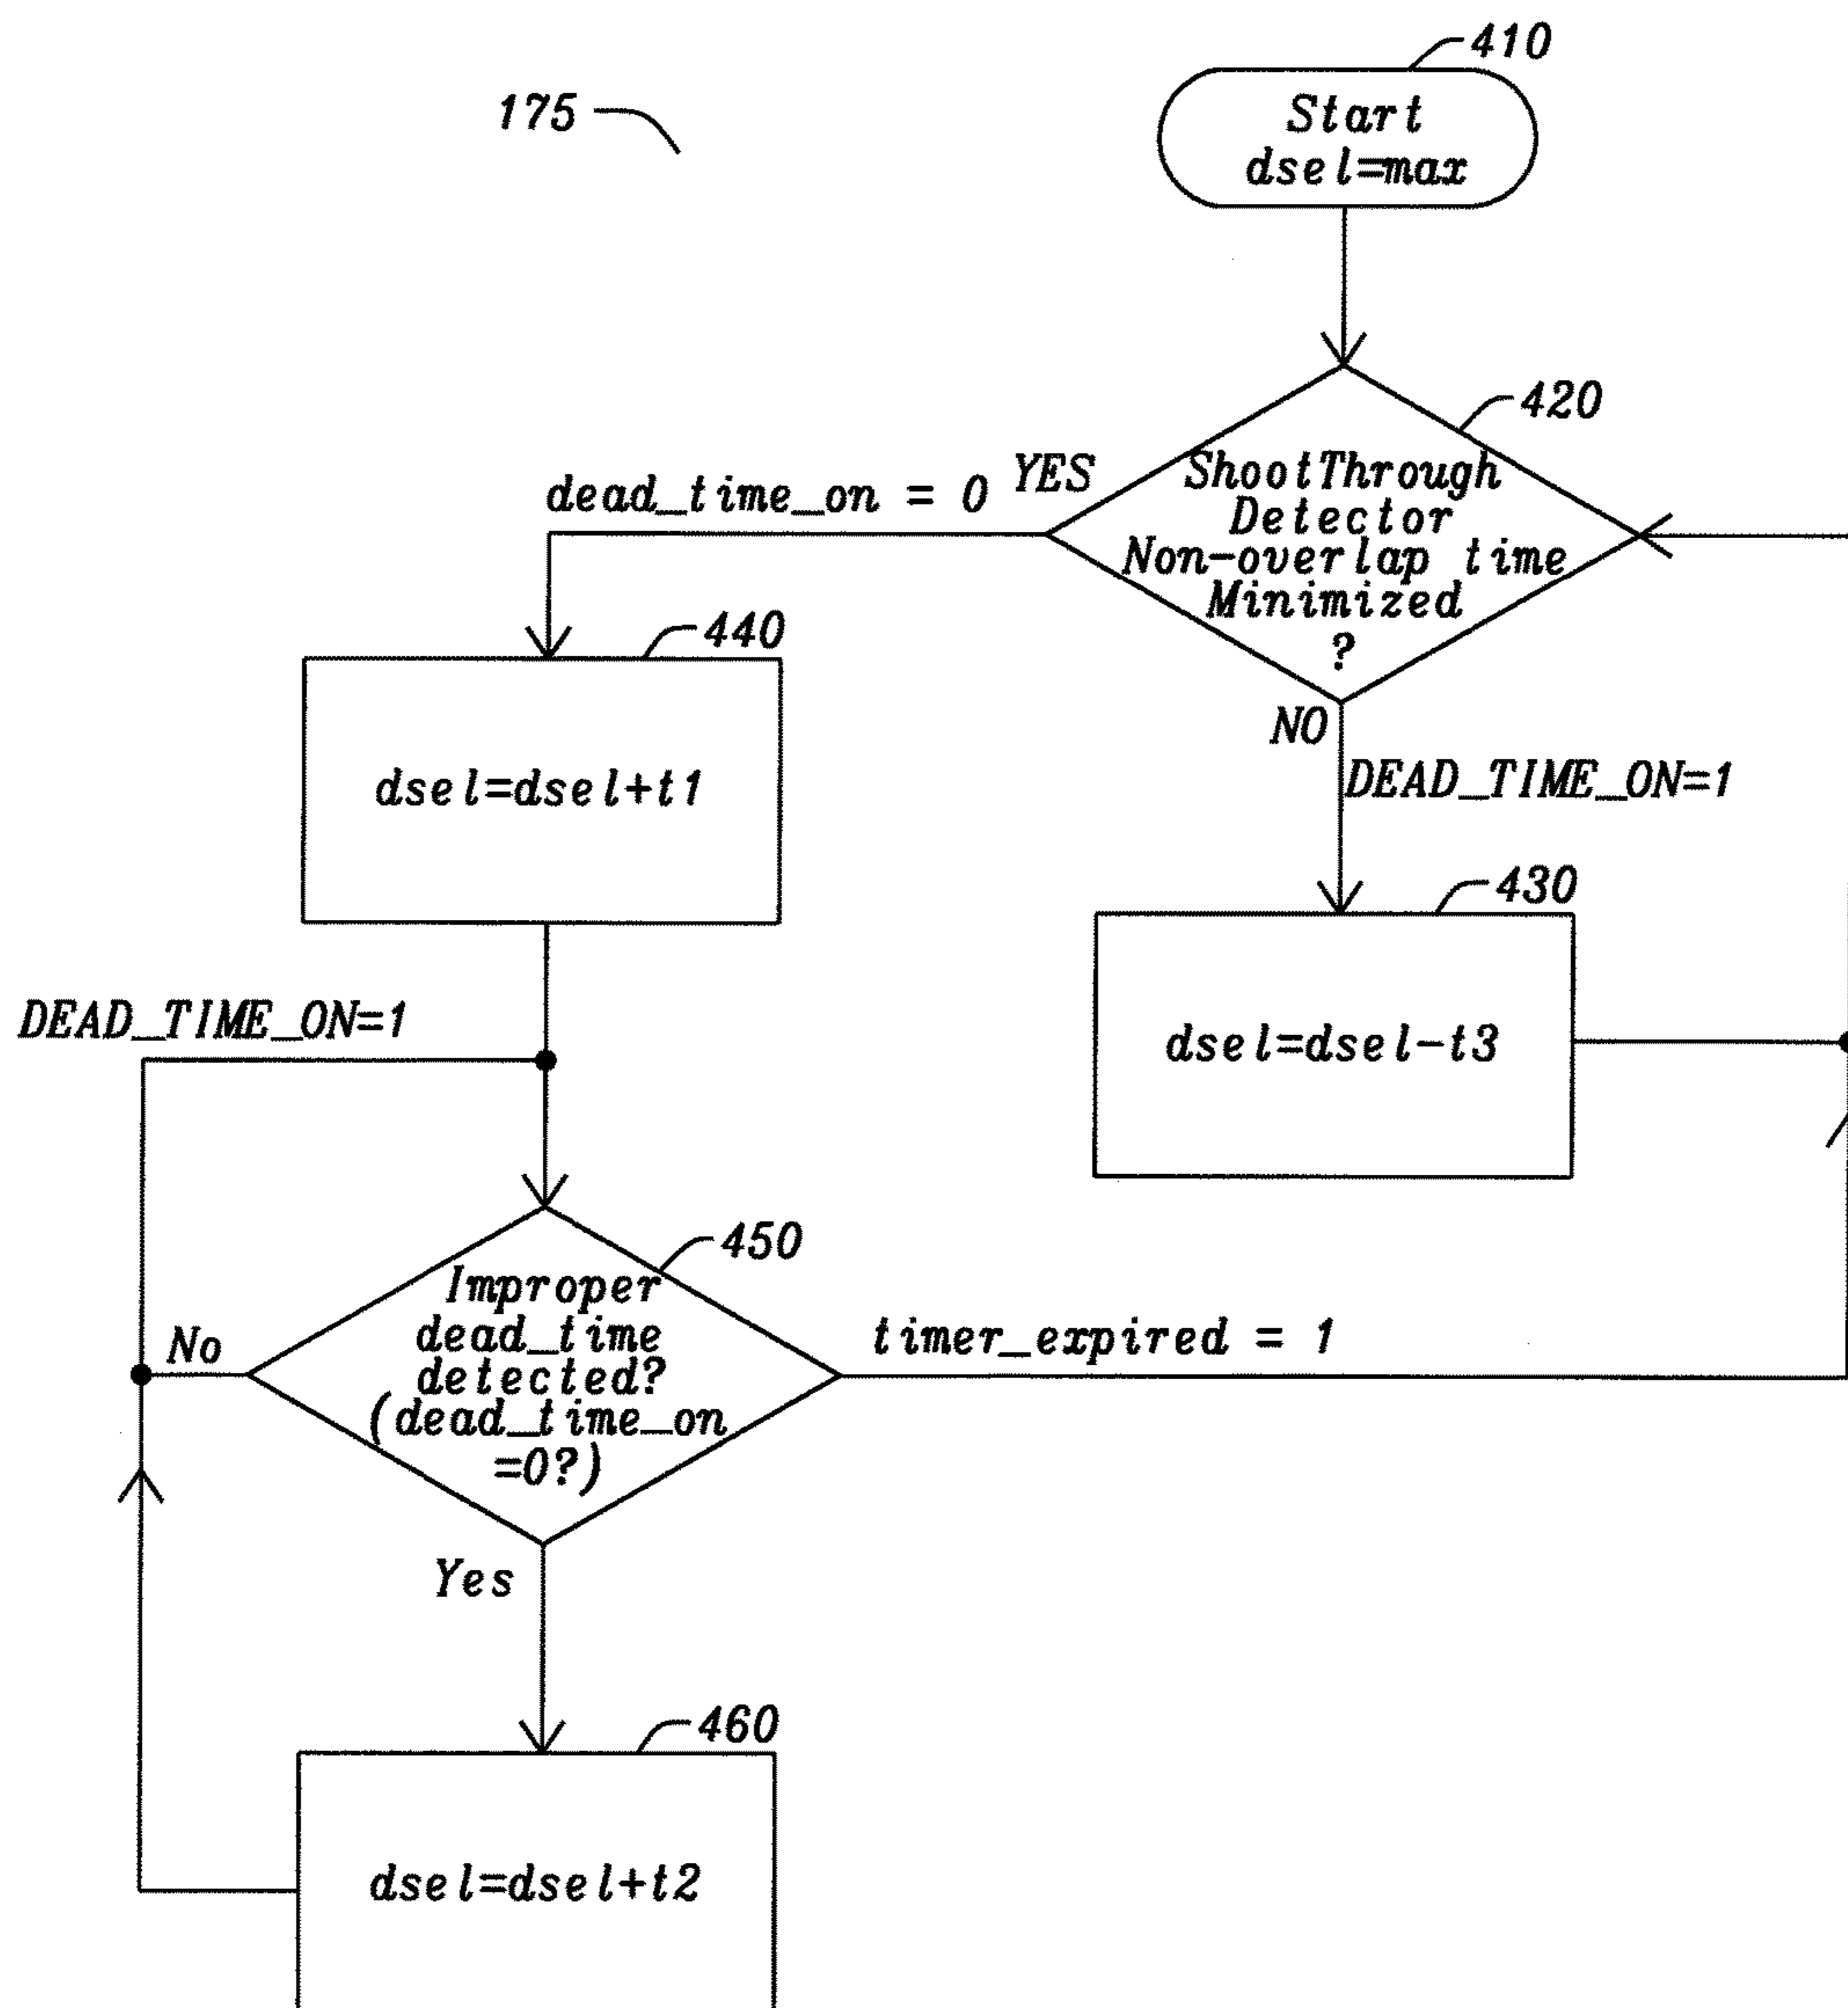 410
175
Start
dsel=max
420
ShootThrough
Detector
Non-overlap time
Minimized
?
YES
dead_time_on = 0
NO
DEAD_TIME_ON=1
440
dsel=dsel+t1
430
dsel=dsel-t3
DEAD_TIME_ON=1
450
Improper
dead_time
detected?
(dead_time_on
=0?)
No
timer_expired = 1
Yes
460
dsel=dsel+t2